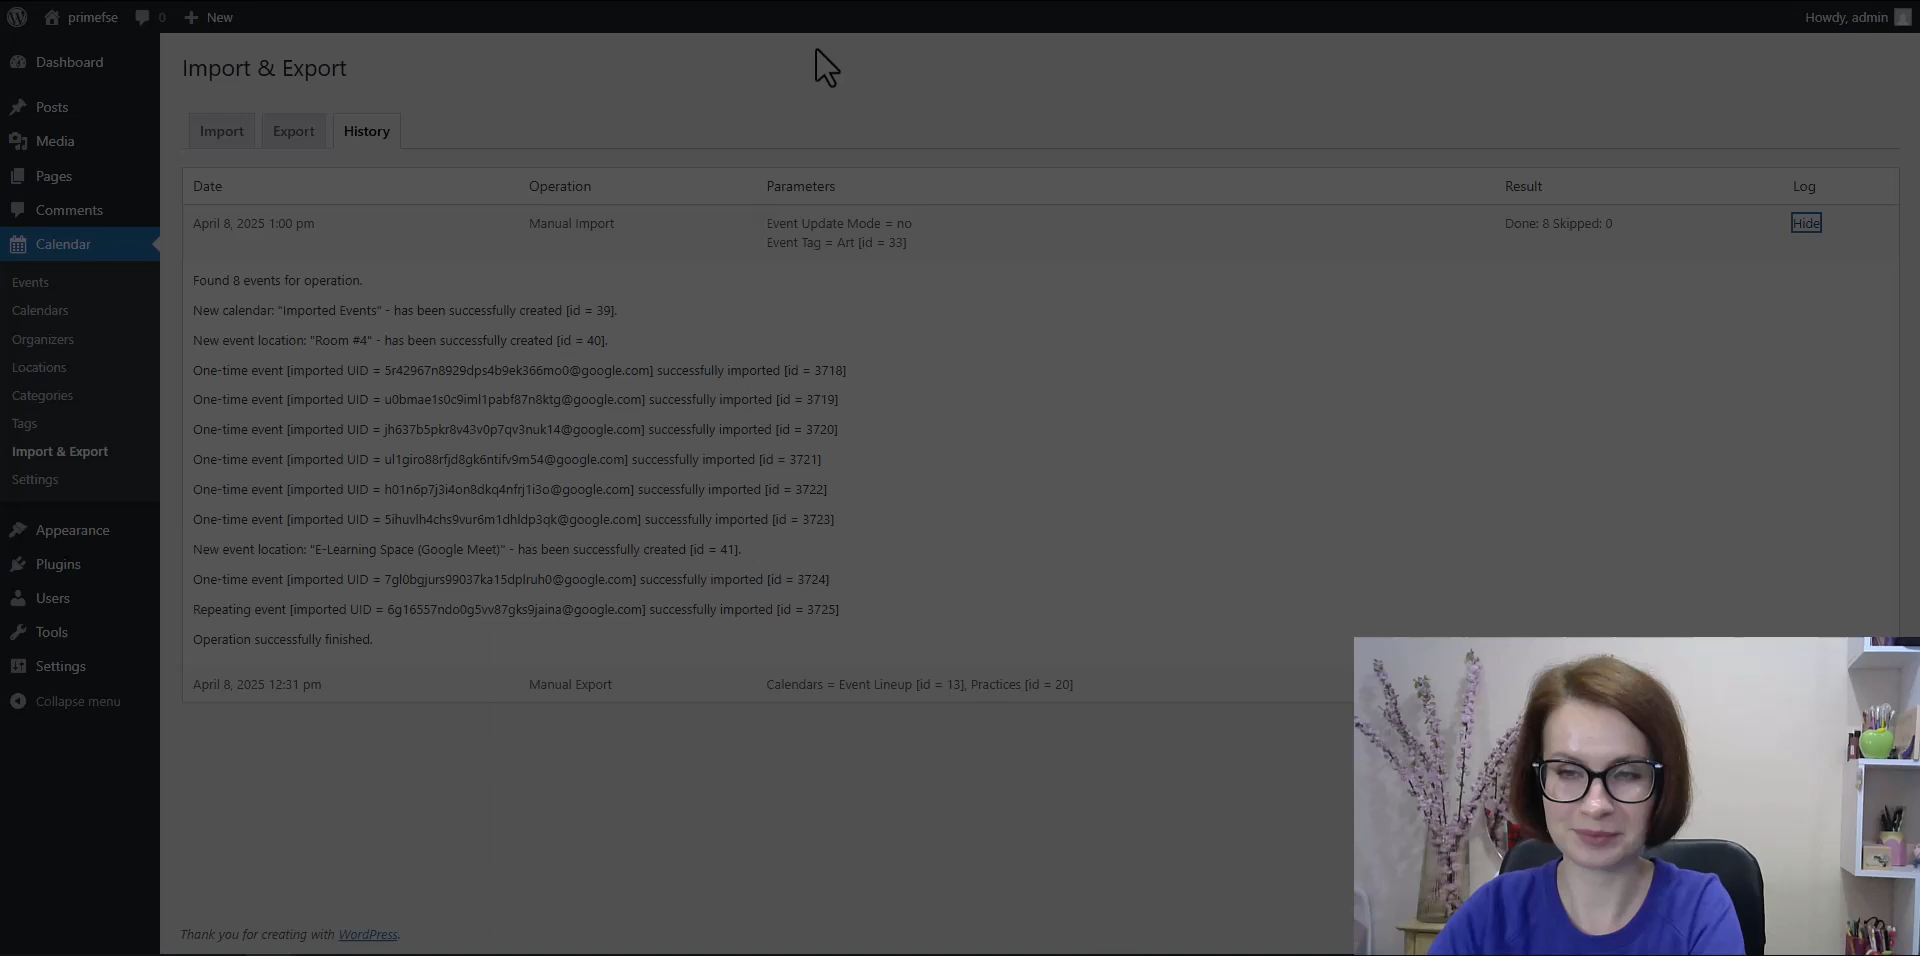 primefse
0
New
Howdy, admin
Dashboard
Posts
Media
Pages
Comments
Calendar
Events
Calendars
Organizers
Locations
Categories
Tags
Import & Export
Settings
Appearance
Plugins
Users
Tools
Settings
Collapse menu
Import & Export
Import Export History
Date Operation Parameters Result Log
April 8, 2025 1:00 pm Manual Import Event Update Mode = no Done: 8 Skipped: 0 Hide
Event Tag = Art [id = 33]
Found 8 events for operation.
New calendar: "Imported Events" - has been successfully created [id = 39].
New event location: "Room #4" - has been successfully created [id = 40].
One-time event [imported UID = 5r42967n8929dps4b9ek366mo0@google.com] successfully imported [id = 3718]
One-time event [imported UID = u0bmae1s0c9iml1pabf87n8ktg@google.com] successfully imported [id = 3719]
One-time event [imported UID = jh637b5pkr8v43v0p7qv3nuk14@google.com] successfully imported [id = 3720]
One-time event [imported UID = ul1giro88rfjd8gk6ntifv9m54@google.com] successfully imported [id = 3721]
One-time event [imported UID = h01n6p7j3i4on8dkq4nfrj1i3o@google.com] successfully imported [id = 3722]
One-time event [imported UID = 5ihuvlh4chs9vur6m1dhldp3qk@google.com] successfully imported [id = 3723]
New event location: "E-Learning Space (Google Meet)" - has been successfully created [id = 41].
One-time event [imported UID = 7gl0bgjurs99037ka15dplruh0@google.com] successfully imported [id = 3724]
Repeating event [imported UID = 6g16557ndo0g5vv87gks9jaina@google.com] successfully imported [id = 3725]
Operation successfully finished.
April 8, 2025 12:31 pm Manual Export Calendars = Event Lineup [id = 13], Practices [id = 20]
Thank you for creating with WordPress.